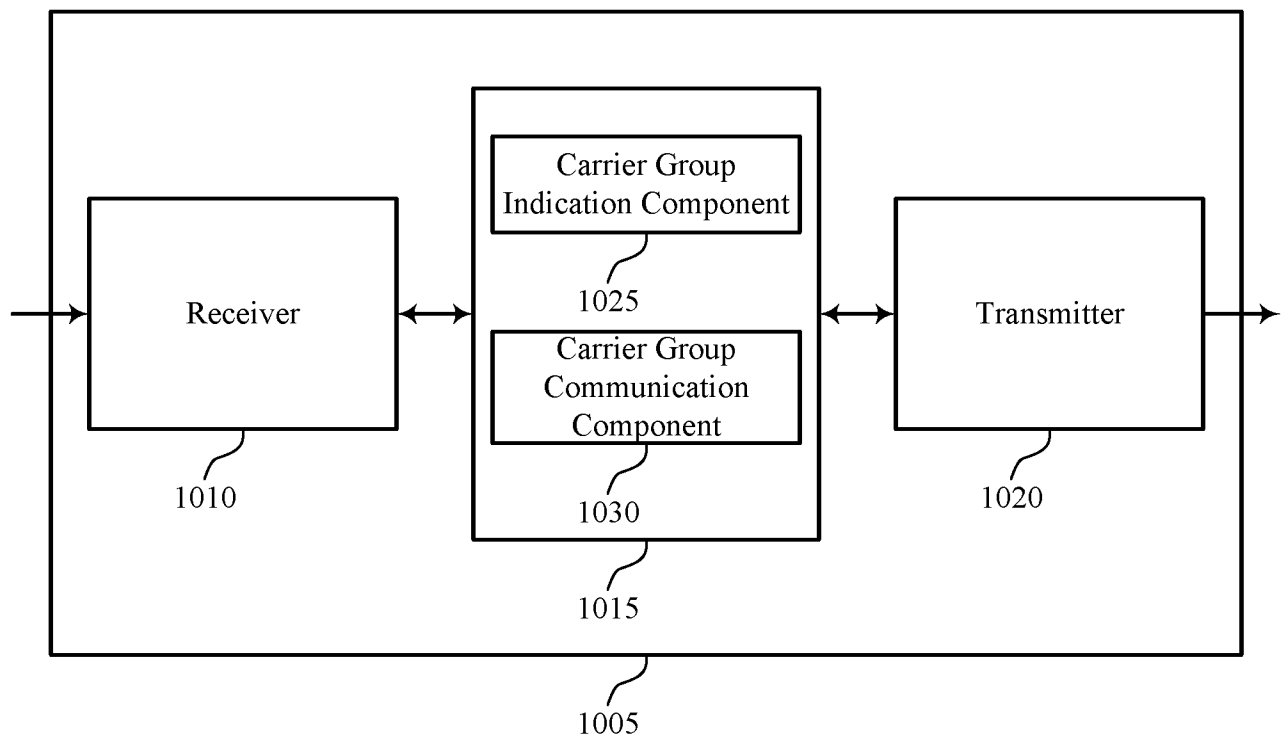 Carrier Group
Indication Component
1025
Receiver
1010
Carrier Group
Communication
Component
1030
Transmitter
1020
1015
1005